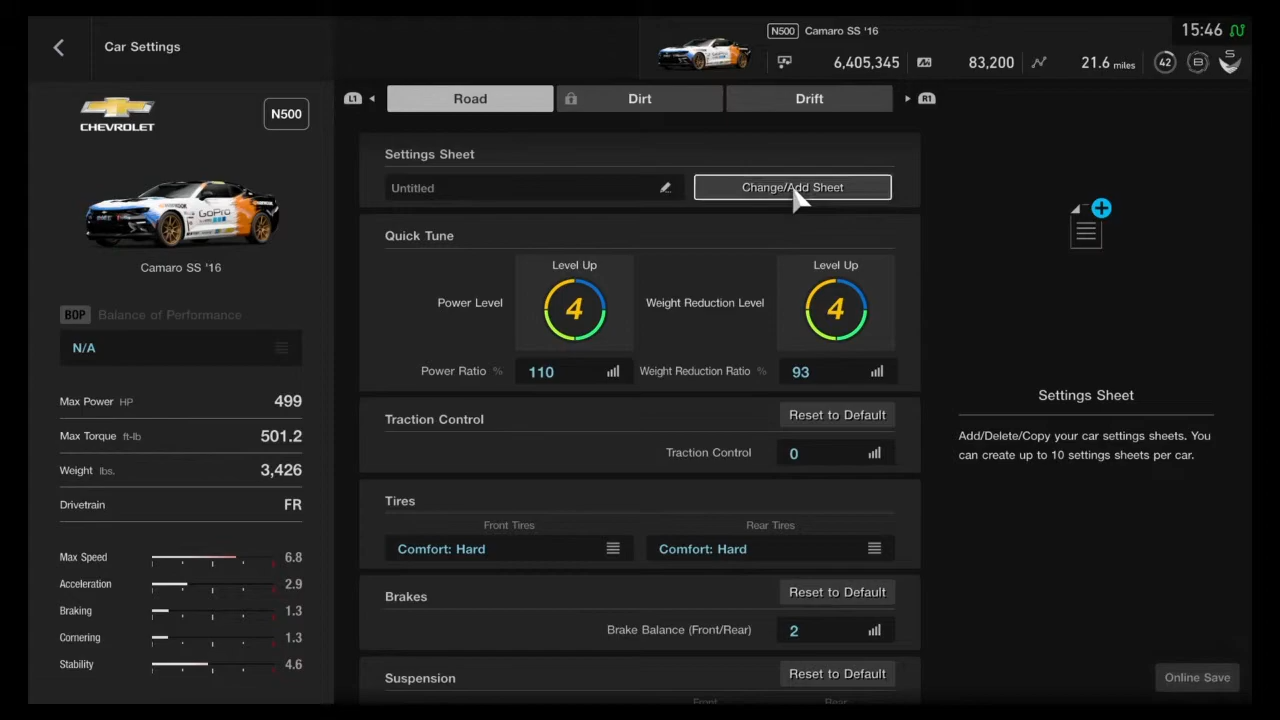 Car Settings
N500 Camaro SS '16
15:46
6,405,345 83,200 21.6 miles 42 B S
CHEVROLET
N500
GoPro
Camaro SS '16
BOP Balance of Performance
N/A
Max Power HP 499
Max Torque ft-lb 501.2
Weight lbs. 3,426
Drivetrain FR
Max Speed 6.8
Acceleration 2.9
Braking 1.3
Cornering 1.3
Stability 4.6
L1 Road Dirt Drift R1
Settings Sheet
Untitled Change/Add Sheet
Quick Tune
Level Up Level Up
Power Level 4 Weight Reduction Level 4
Power Ratio % 110 Weight Reduction Ratio % 93
Traction Control Reset to Default
Traction Control 0
Tires
Front Tires Rear Tires
Comfort: Hard Comfort: Hard
Brakes Reset to Default
Brake Balance (Front/Rear) 2
Suspension Reset to Default
Front Rear
Settings Sheet
Add/Delete/Copy your car settings sheets. You
can create up to 10 settings sheets per car.
Online Save